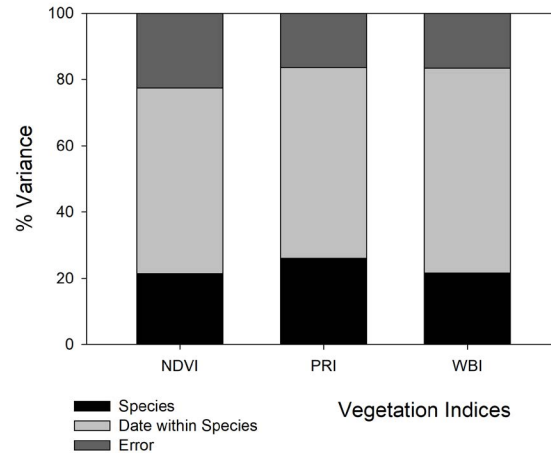 100
80
60
40
20
0
% Variance
NDVI PRI WBI
Vegetation Indices
Species
Date within Species
Error